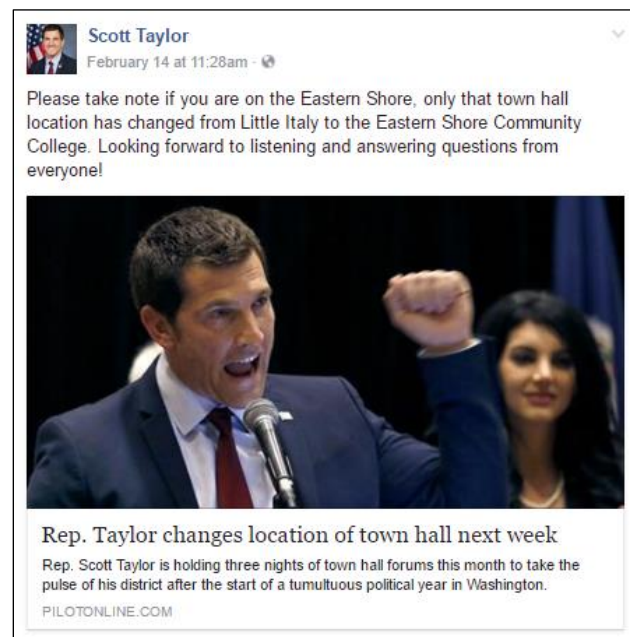 Scott Taylor
February 14 at 11:28am ·
Please take note if you are on the Eastern Shore, only that town hall
location has changed from Little Italy to the Eastern Shore Community
College. Looking forward to listening and answering questions from
everyone!
Rep. Taylor changes location of town hall next week
Rep. Scott Taylor is holding three nights of town hall forums this month to take the
pulse of his district after the start of a tumultuous political year in Washington.
PILOTONLINE.COM